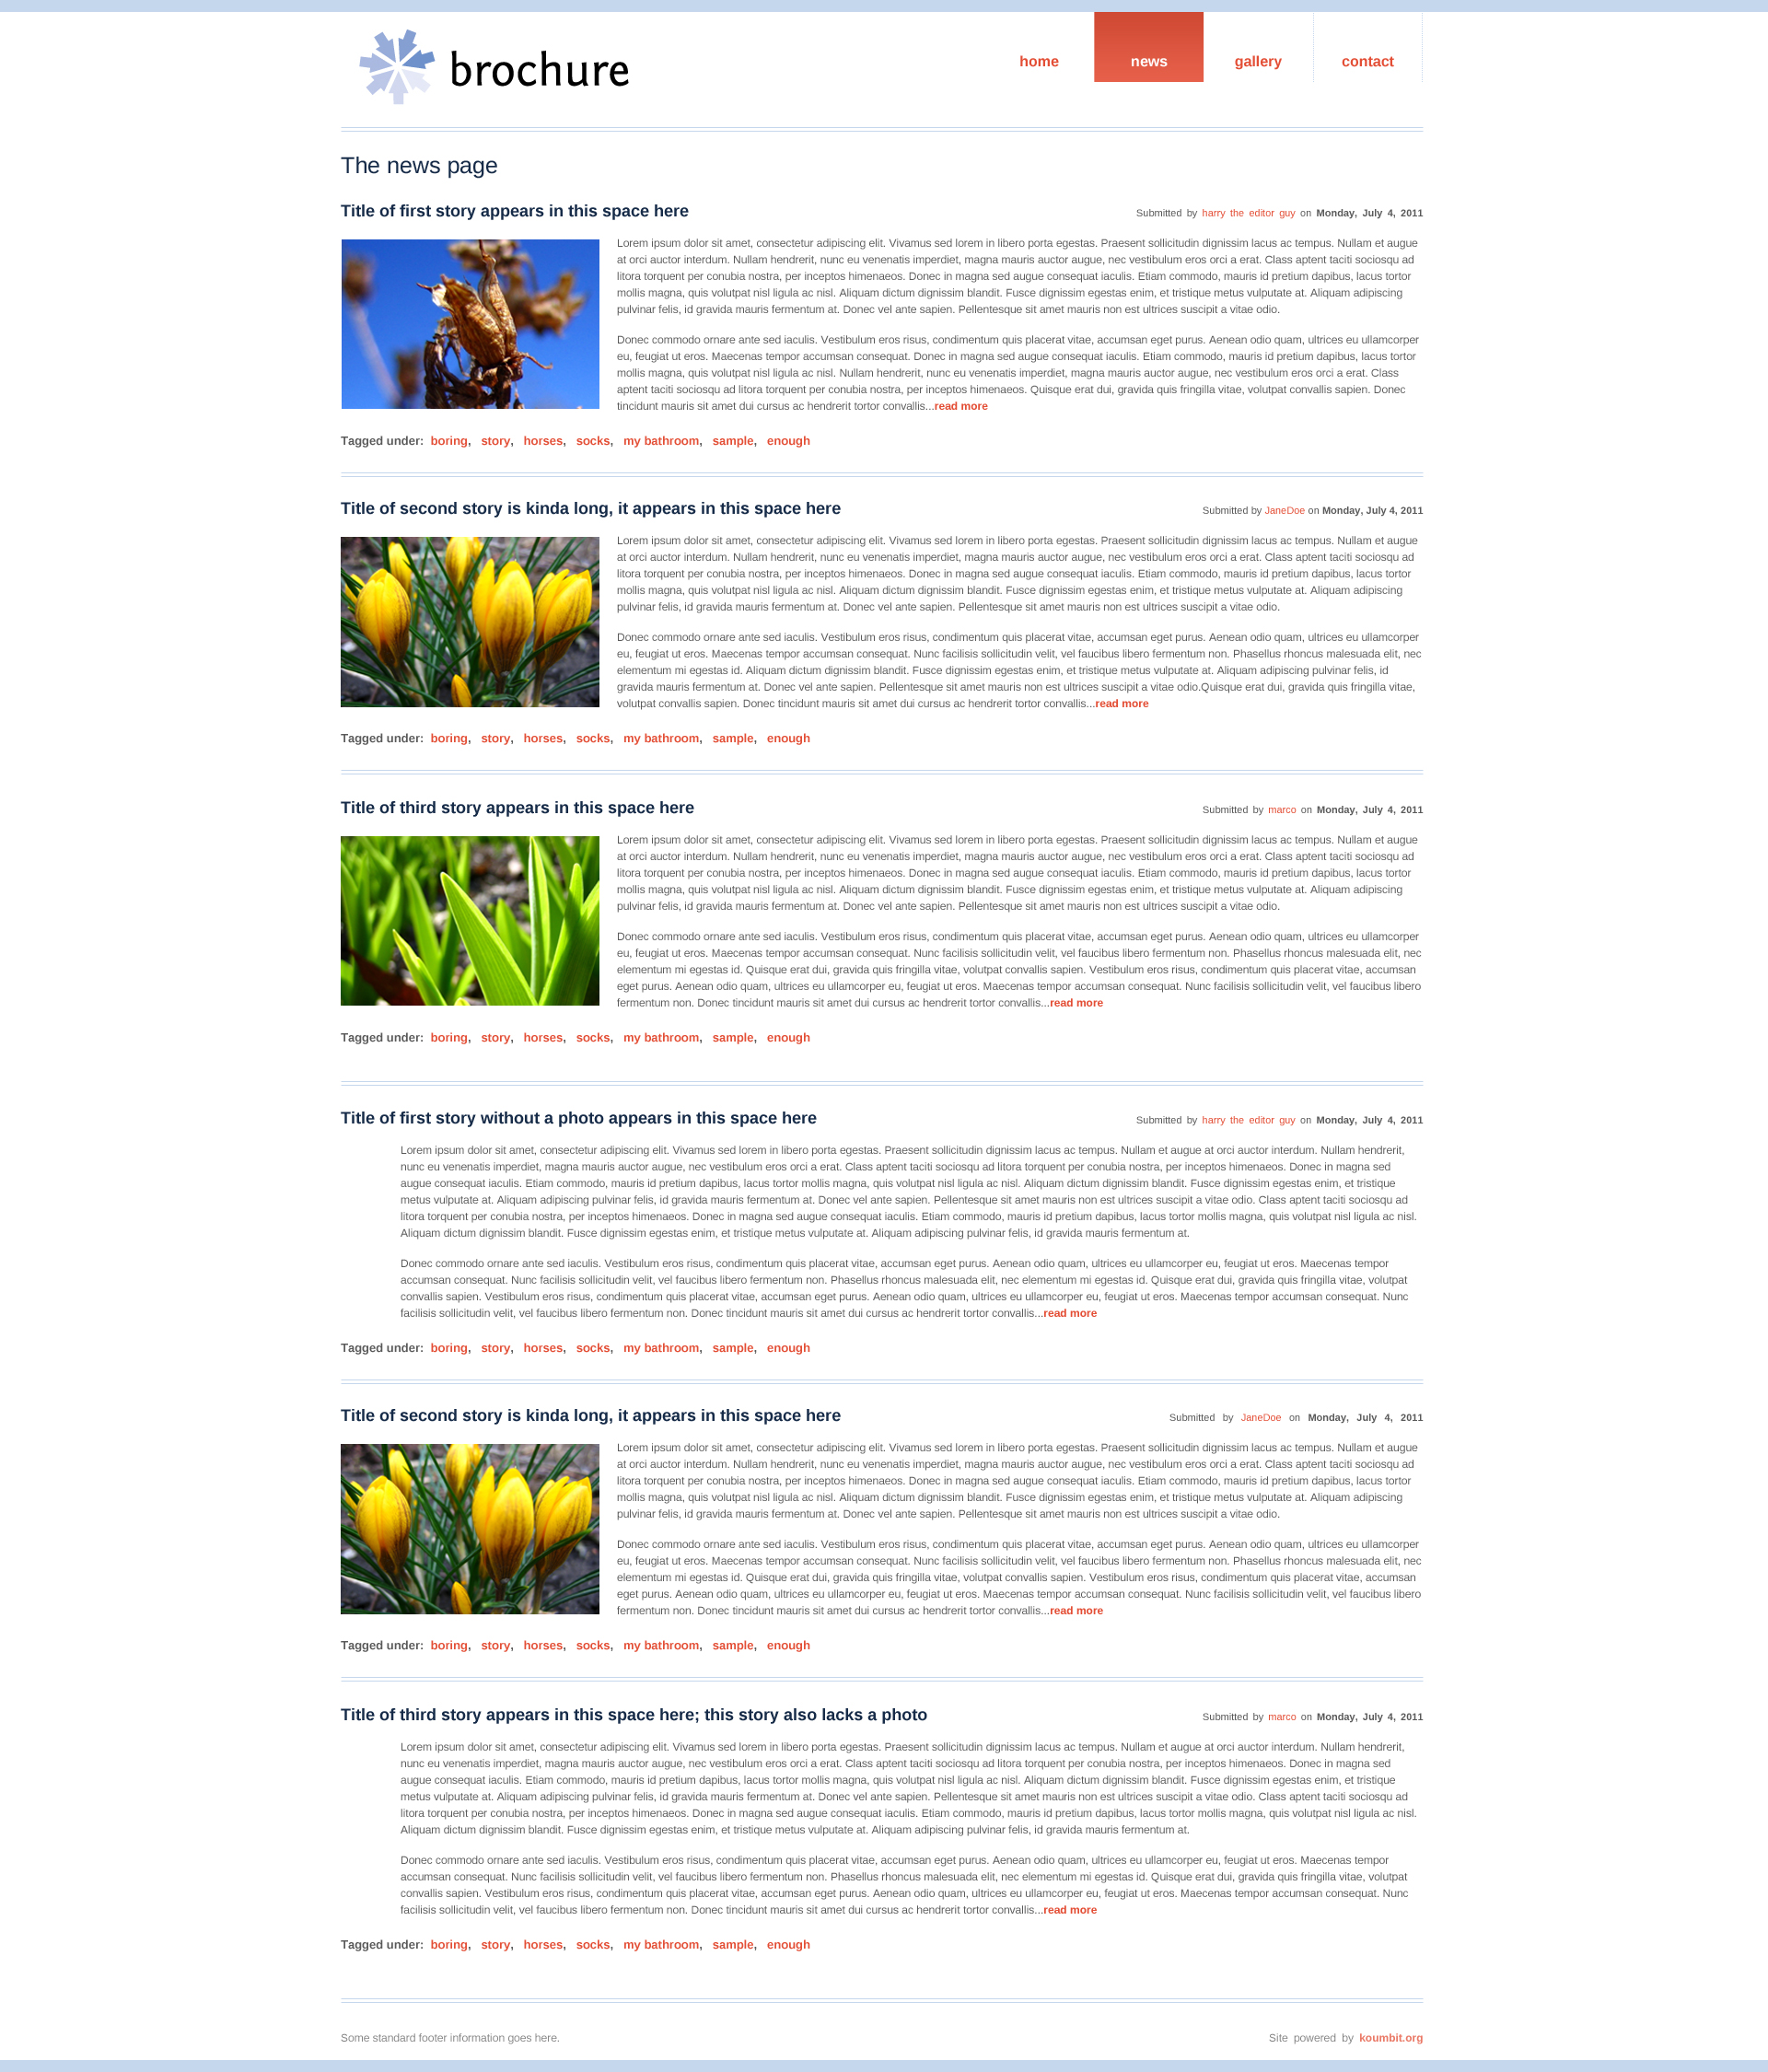 brochure
home news gallery contact
The news page
Title of first story appears in this space here
Submitted by harry the editor guy on Monday, July 4, 2011
Lorem ipsum dolor sit amet, consectetur adipiscing elit. Vivamus sed lorem in libero porta egestas. Praesent sollicitudin dignissim lacus ac tempus. Nullam et augue
at orci auctor interdum. Nullam hendrerit, nunc eu venenatis imperdiet, magna mauris auctor augue, nec vestibulum eros orci a erat. Class aptent taciti sociosqu ad
litora torquent per conubia nostra, per inceptos himenaeos. Donec in magna sed augue consequat iaculis. Etiam commodo, mauris id pretium dapibus, lacus tortor
mollis magna, quis volutpat nisl ligula ac nisl. Aliquam dictum dignissim blandit. Fusce dignissim egestas enim, et tristique metus vulputate at. Aliquam adipiscing
pulvinar felis, id gravida mauris fermentum at. Donec vel ante sapien. Pellentesque sit amet mauris non est ultrices suscipit a vitae odio.
Donec commodo ornare ante sed iaculis. Vestibulum eros risus, condimentum quis placerat vitae, accumsan eget purus. Aenean odio quam, ultrices eu ullamcorper
eu, feugiat ut eros. Maecenas tempor accumsan consequat. Donec in magna sed augue consequat iaculis. Etiam commodo, mauris id pretium dapibus, lacus tortor
mollis magna, quis volutpat nisl ligula ac nisl. Nullam hendrerit, nunc eu venenatis imperdiet, magna mauris auctor augue, nec vestibulum eros orci a erat. Class
aptent taciti sociosqu ad litora torquent per conubia nostra, per inceptos himenaeos. Quisque erat dui, gravida quis fringilla vitae, volutpat convallis sapien. Donec
tincidunt mauris sit amet dui cursus ac hendrerit tortor convallis...read more
Tagged under: boring, story, horses, socks, my bathroom, sample, enough
Title of second story is kinda long, it appears in this space here
Submitted by JaneDoe on Monday, July 4, 2011
Lorem ipsum dolor sit amet, consectetur adipiscing elit. Vivamus sed lorem in libero porta egestas. Praesent sollicitudin dignissim lacus ac tempus. Nullam et augue
at orci auctor interdum. Nullam hendrerit, nunc eu venenatis imperdiet, magna mauris auctor augue, nec vestibulum eros orci a erat. Class aptent taciti sociosqu ad
litora torquent per conubia nostra, per inceptos himenaeos. Donec in magna sed augue consequat iaculis. Etiam commodo, mauris id pretium dapibus, lacus tortor
mollis magna, quis volutpat nisl ligula ac nisl. Aliquam dictum dignissim blandit. Fusce dignissim egestas enim, et tristique metus vulputate at. Aliquam adipiscing
pulvinar felis, id gravida mauris fermentum at. Donec vel ante sapien. Pellentesque sit amet mauris non est ultrices suscipit a vitae odio.
Donec commodo ornare ante sed iaculis. Vestibulum eros risus, condimentum quis placerat vitae, accumsan eget purus. Aenean odio quam, ultrices eu ullamcorper
eu, feugiat ut eros. Maecenas tempor accumsan consequat. Nunc facilisis sollicitudin velit, vel faucibus libero fermentum non. Phasellus rhoncus malesuada elit, nec
elementum mi egestas id. Aliquam dictum dignissim blandit. Fusce dignissim egestas enim, et tristique metus vulputate at. Aliquam adipiscing pulvinar felis, id
gravida mauris fermentum at. Donec vel ante sapien. Pellentesque sit amet mauris non est ultrices suscipit a vitae odio.Quisque erat dui, gravida quis fringilla vitae,
volutpat convallis sapien. Donec tincidunt mauris sit amet dui cursus ac hendrerit tortor convallis...read more
Tagged under: boring, story, horses, socks, my bathroom, sample, enough
Title of third story appears in this space here
Submitted by marco on Monday, July 4, 2011
Lorem ipsum dolor sit amet, consectetur adipiscing elit. Vivamus sed lorem in libero porta egestas. Praesent sollicitudin dignissim lacus ac tempus. Nullam et augue
at orci auctor interdum. Nullam hendrerit, nunc eu venenatis imperdiet, magna mauris auctor augue, nec vestibulum eros orci a erat. Class aptent taciti sociosqu ad
litora torquent per conubia nostra, per inceptos himenaeos. Donec in magna sed augue consequat iaculis. Etiam commodo, mauris id pretium dapibus, lacus tortor
mollis magna, quis volutpat nisl ligula ac nisl. Aliquam dictum dignissim blandit. Fusce dignissim egestas enim, et tristique metus vulputate at. Aliquam adipiscing
pulvinar felis, id gravida mauris fermentum at. Donec vel ante sapien. Pellentesque sit amet mauris non est ultrices suscipit a vitae odio.
Donec commodo ornare ante sed iaculis. Vestibulum eros risus, condimentum quis placerat vitae, accumsan eget purus. Aenean odio quam, ultrices eu ullamcorper
eu, feugiat ut eros. Maecenas tempor accumsan consequat. Nunc facilisis sollicitudin velit, vel faucibus libero fermentum non. Phasellus rhoncus malesuada elit, nec
elementum mi egestas id. Quisque erat dui, gravida quis fringilla vitae, volutpat convallis sapien. Vestibulum eros risus, condimentum quis placerat vitae, accumsan
eget purus. Aenean odio quam, ultrices eu ullamcorper eu, feugiat ut eros. Maecenas tempor accumsan consequat. Nunc facilisis sollicitudin velit, vel faucibus libero
fermentum non. Donec tincidunt mauris sit amet dui cursus ac hendrerit tortor convallis...read more
Tagged under: boring, story, horses, socks, my bathroom, sample, enough
Title of first story without a photo appears in this space here
Submitted by harry the editor guy on Monday, July 4, 2011
Lorem ipsum dolor sit amet, consectetur adipiscing elit. Vivamus sed lorem in libero porta egestas. Praesent sollicitudin dignissim lacus ac tempus. Nullam et augue at orci auctor interdum. Nullam hendrerit,
nunc eu venenatis imperdiet, magna mauris auctor augue, nec vestibulum eros orci a erat. Class aptent taciti sociosqu ad litora torquent per conubia nostra, per inceptos himenaeos. Donec in magna sed
augue consequat iaculis. Etiam commodo, mauris id pretium dapibus, lacus tortor mollis magna, quis volutpat nisl ligula ac nisl. Aliquam dictum dignissim blandit. Fusce dignissim egestas enim, et tristique
metus vulputate at. Aliquam adipiscing pulvinar felis, id gravida mauris fermentum at. Donec vel ante sapien. Pellentesque sit amet mauris non est ultrices suscipit a vitae odio. Class aptent taciti sociosqu ad
litora torquent per conubia nostra, per inceptos himenaeos. Donec in magna sed augue consequat iaculis. Etiam commodo, mauris id pretium dapibus, lacus tortor mollis magna, quis volutpat nisl ligula ac nisl.
Aliquam dictum dignissim blandit. Fusce dignissim egestas enim, et tristique metus vulputate at. Aliquam adipiscing pulvinar felis, id gravida mauris fermentum at.
Donec commodo ornare ante sed iaculis. Vestibulum eros risus, condimentum quis placerat vitae, accumsan eget purus. Aenean odio quam, ultrices eu ullamcorper eu, feugiat ut eros. Maecenas tempor
accumsan consequat. Nunc facilisis sollicitudin velit, vel faucibus libero fermentum non. Phasellus rhoncus malesuada elit, nec elementum mi egestas id. Quisque erat dui, gravida quis fringilla vitae, volutpat
convallis sapien. Vestibulum eros risus, condimentum quis placerat vitae, accumsan eget purus. Aenean odio quam, ultrices eu ullamcorper eu, feugiat ut eros. Maecenas tempor accumsan consequat. Nunc
facilisis sollicitudin velit, vel faucibus libero fermentum non. Donec tincidunt mauris sit amet dui cursus ac hendrerit tortor convallis...read more
Tagged under: boring, story, horses, socks, my bathroom, sample, enough
Title of second story is kinda long, it appears in this space here
Submitted by JaneDoe on Monday, July 4, 2011
Lorem ipsum dolor sit amet, consectetur adipiscing elit. Vivamus sed lorem in libero porta egestas. Praesent sollicitudin dignissim lacus ac tempus. Nullam et augue
at orci auctor interdum. Nullam hendrerit, nunc eu venenatis imperdiet, magna mauris auctor augue, nec vestibulum eros orci a erat. Class aptent taciti sociosqu ad
litora torquent per conubia nostra, per inceptos himenaeos. Donec in magna sed augue consequat iaculis. Etiam commodo, mauris id pretium dapibus, lacus tortor
mollis magna, quis volutpat nisl ligula ac nisl. Aliquam dictum dignissim blandit. Fusce dignissim egestas enim, et tristique metus vulputate at. Aliquam adipiscing
pulvinar felis, id gravida mauris fermentum at. Donec vel ante sapien. Pellentesque sit amet mauris non est ultrices suscipit a vitae odio.
Donec commodo ornare ante sed iaculis. Vestibulum eros risus, condimentum quis placerat vitae, accumsan eget purus. Aenean odio quam, ultrices eu ullamcorper
eu, feugiat ut eros. Maecenas tempor accumsan consequat. Nunc facilisis sollicitudin velit, vel faucibus libero fermentum non. Phasellus rhoncus malesuada elit, nec
elementum mi egestas id. Quisque erat dui, gravida quis fringilla vitae, volutpat convallis sapien. Vestibulum eros risus, condimentum quis placerat vitae, accumsan
eget purus. Aenean odio quam, ultrices eu ullamcorper eu, feugiat ut eros. Maecenas tempor accumsan consequat. Nunc facilisis sollicitudin velit, vel faucibus libero
fermentum non. Donec tincidunt mauris sit amet dui cursus ac hendrerit tortor convallis...read more
Tagged under: boring, story, horses, socks, my bathroom, sample, enough
Title of third story appears in this space here; this story also lacks a photo
Submitted by marco on Monday, July 4, 2011
Lorem ipsum dolor sit amet, consectetur adipiscing elit. Vivamus sed lorem in libero porta egestas. Praesent sollicitudin dignissim lacus ac tempus. Nullam et augue at orci auctor interdum. Nullam hendrerit,
nunc eu venenatis imperdiet, magna mauris auctor augue, nec vestibulum eros orci a erat. Class aptent taciti sociosqu ad litora torquent per conubia nostra, per inceptos himenaeos. Donec in magna sed
augue consequat iaculis. Etiam commodo, mauris id pretium dapibus, lacus tortor mollis magna, quis volutpat nisl ligula ac nisl. Aliquam dictum dignissim blandit. Fusce dignissim egestas enim, et tristique
metus vulputate at. Aliquam adipiscing pulvinar felis, id gravida mauris fermentum at. Donec vel ante sapien. Pellentesque sit amet mauris non est ultrices suscipit a vitae odio. Class aptent taciti sociosqu ad
litora torquent per conubia nostra, per inceptos himenaeos. Donec in magna sed augue consequat iaculis. Etiam commodo, mauris id pretium dapibus, lacus tortor mollis magna, quis volutpat nisl ligula ac nisl.
Aliquam dictum dignissim blandit. Fusce dignissim egestas enim, et tristique metus vulputate at. Aliquam adipiscing pulvinar felis, id gravida mauris fermentum at.
Donec commodo ornare ante sed iaculis. Vestibulum eros risus, condimentum quis placerat vitae, accumsan eget purus. Aenean odio quam, ultrices eu ullamcorper eu, feugiat ut eros. Maecenas tempor
accumsan consequat. Nunc facilisis sollicitudin velit, vel faucibus libero fermentum non. Phasellus rhoncus malesuada elit, nec elementum mi egestas id. Quisque erat dui, gravida quis fringilla vitae, volutpat
convallis sapien. Vestibulum eros risus, condimentum quis placerat vitae, accumsan eget purus. Aenean odio quam, ultrices eu ullamcorper eu, feugiat ut eros. Maecenas tempor accumsan consequat. Nunc
facilisis sollicitudin velit, vel faucibus libero fermentum non. Donec tincidunt mauris sit amet dui cursus ac hendrerit tortor convallis...read more
Tagged under: boring, story, horses, socks, my bathroom, sample, enough
Some standard footer information goes here.
Site powered by koumbit.org